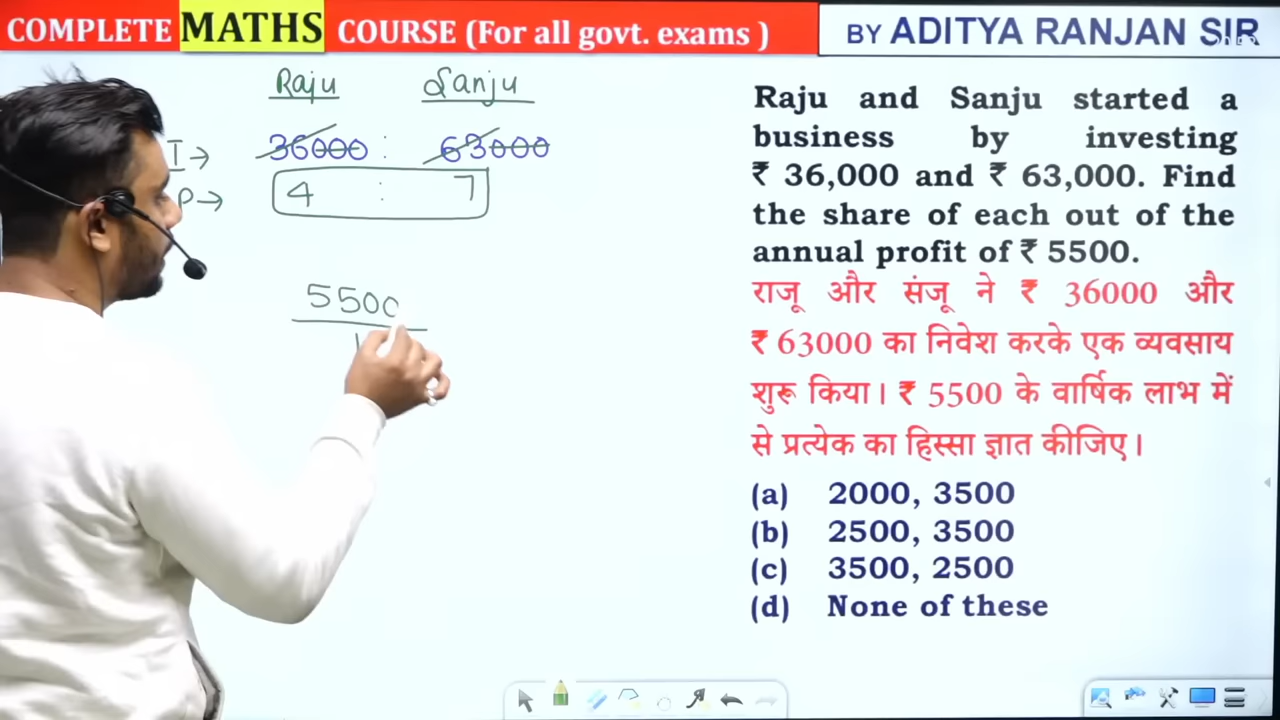 COMPLETE MATHS COURSE (For all govt. exams )
BY ADITYA RANJAN SIR
Raju Sanju
I→ 36000 : 63000
P→ 4 : 7
5500
1
Raju and Sanju started a
business by investing
₹ 36,000 and ₹ 63,000. Find
the share of each out of the
annual profit of ₹ 5500.
राजू और संजू ने ₹ 36000 और
₹ 63000 का निवेश करके एक व्यवसाय
शुरू किया। ₹ 5500 के वार्षिक लाभ में
से प्रत्येक का हिस्सा ज्ञात कीजिए।
(a) 2000, 3500
(b) 2500, 3500
(c) 3500, 2500
(d) None of these